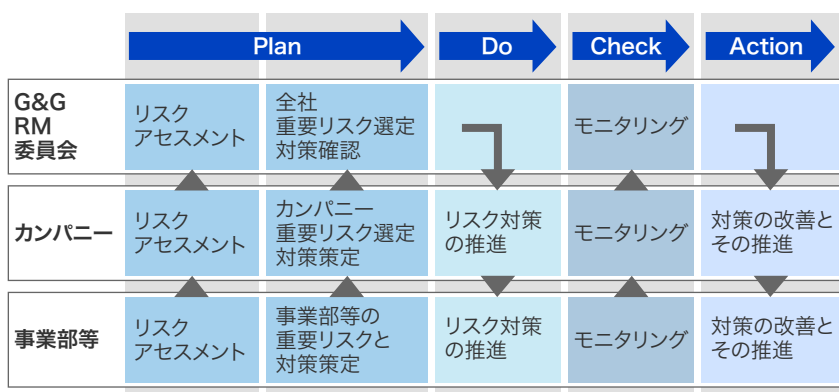 Plan
Do
Check
Action
G&G
RM
委員会
リスク
アセスメント
全社
重要リスク選定
対策確認
モニタリング
カンパニー
リスク
アセスメント
カンパニー
重要リスク選定
対策策定
リスク対策
の推進
モニタリング
対策の改善と
その推進
事業部等
リスク
アセスメント
事業部等の
重要リスクと
対策策定
リスク対策
の推進
モニタリング
対策の改善と
その推進